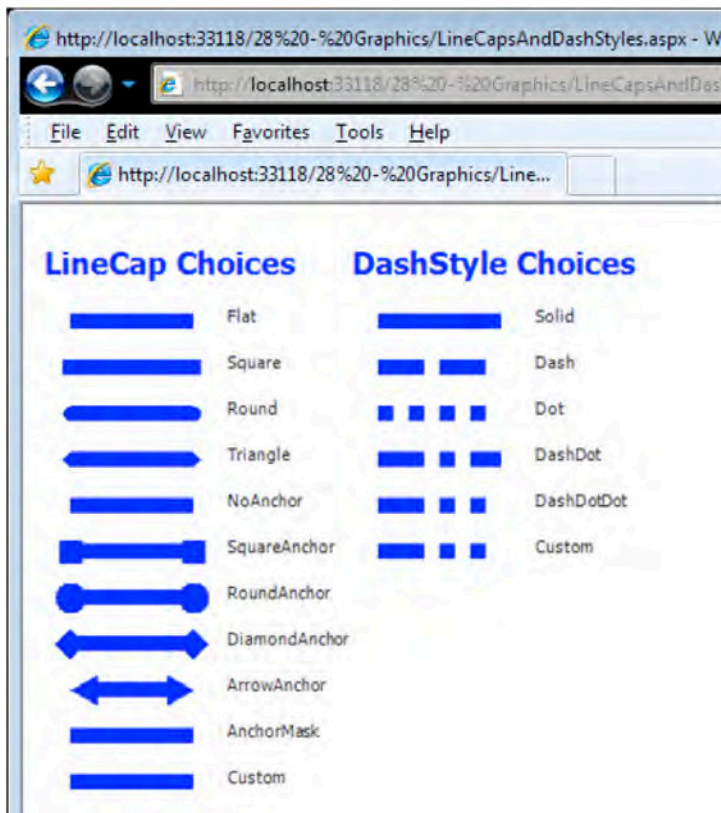 http://localhost:33118/28%20-%20Graphics/LineCapsAndDashStyles.aspx - W
http://localhost:33118/28%20-%20Graphics/LineCapsAndDas
File Edit View Favorites Tools Help
http://localhost:33118/28%20-%20Graphics/Line...
LineCap Choices
Flat
Square
Round
Triangle
NoAnchor
SquareAnchor
RoundAnchor
DiamondAnchor
ArrowAnchor
AnchorMask
Custom
DashStyle Choices
Solid
Dash
Dot
DashDot
DashDotDot
Custom